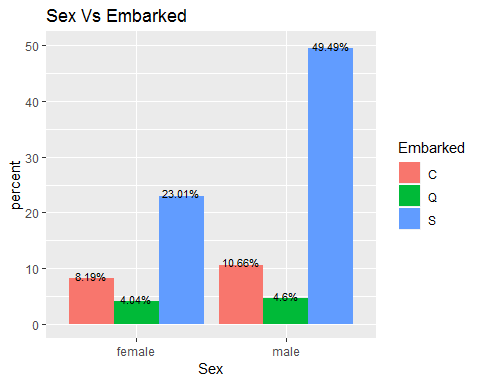 Sex Vs Embarked
percent
50
40
30
20
10
0
8.19%
4.04%
23.01%
10.66%
4.6%
49.49%
female
male
Sex
Embarked
C
Q
S